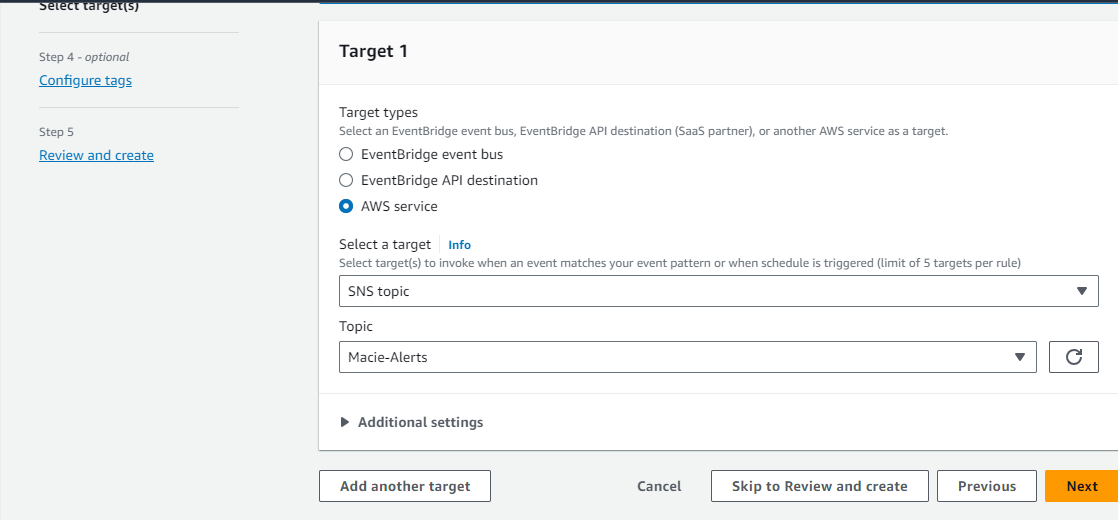 Select target(s)
Step 4 - optional
Configure tags
Step 5
Review and create
Target 1
Target types
Select an EventBridge event bus, EventBridge API destination (SaaS partner), or another AWS service as a target.
EventBridge event bus
EventBridge API destination
AWS service
Select a target Info
Select target(s) to invoke when an event matches your event pattern or when schedule is triggered (limit of 5 targets per rule)
SNS topic
Topic
Macie-Alerts
Additional settings
Add another target Cancel Skip to Review and create Previous Next